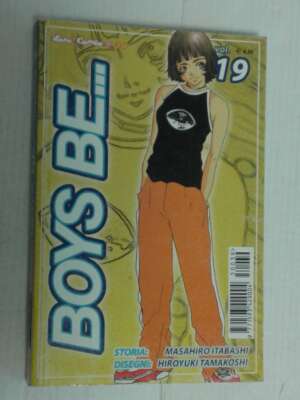 vol.
19
BOYS BE...
STORIA: MASAHIRO ITABASHI
DISEGNI: HIROYUKI TAMAKOSHI